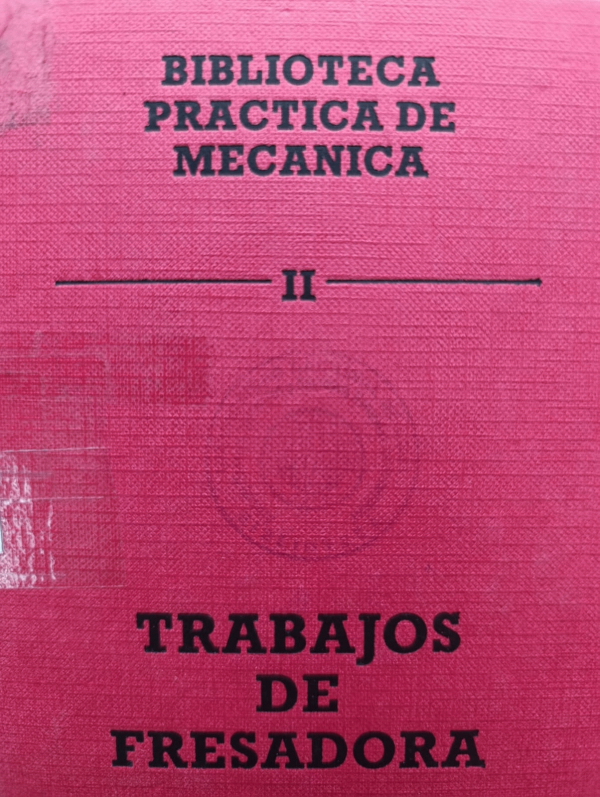 BIBLIOTECA
PRACTICA DE
MECANICA
II
TRABAJOS
DE
FRESADORA